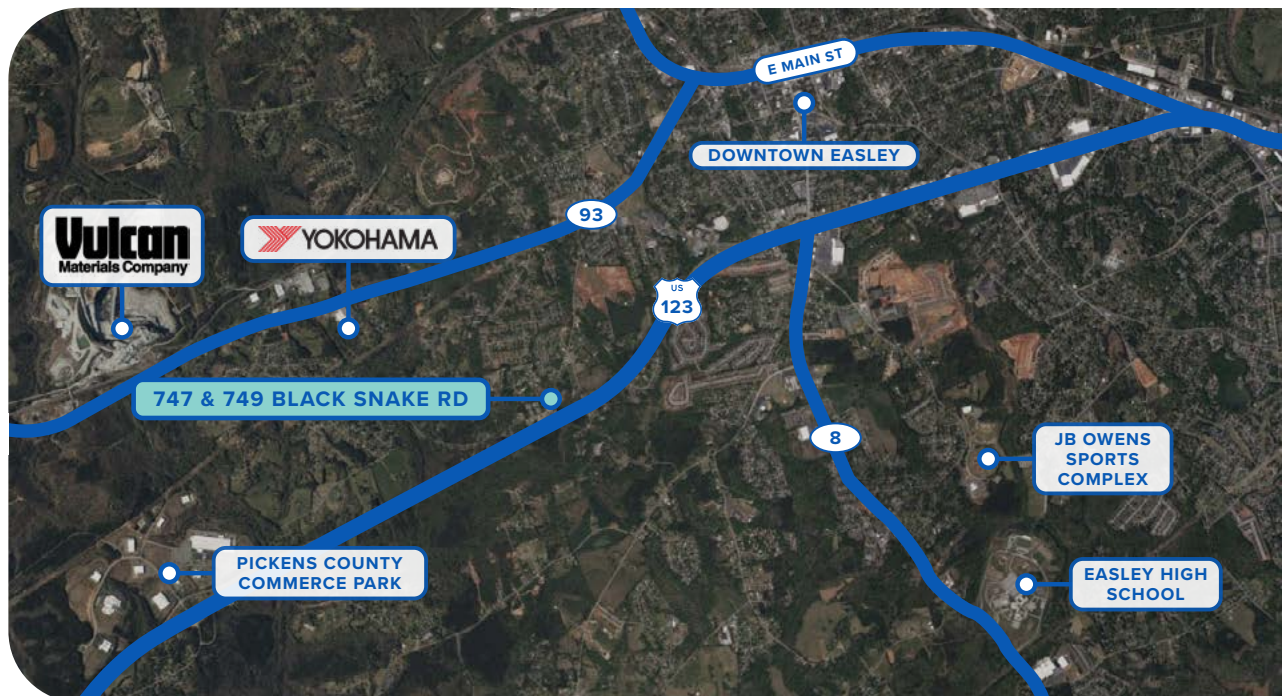 E MAIN ST
DOWNTOWN EASLEY
93
Vulcan
Materials Company
YOKOHAMA
US
123
747 & 749 BLACK SNAKE RD
8
JB OWENS
SPORTS
COMPLEX
PICKENS COUNTY
COMMERCE PARK
EASLEY HIGH
SCHOOL